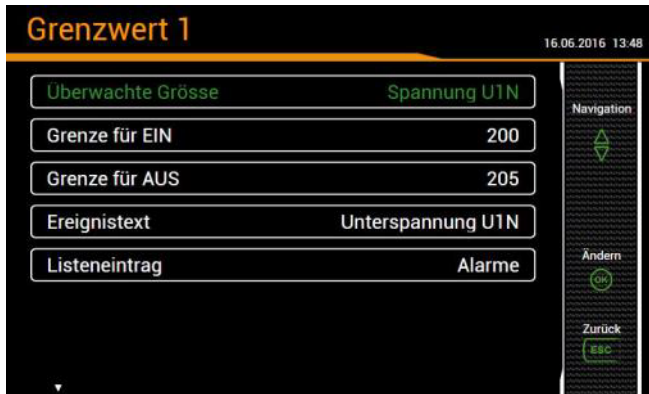 Grenzwert 1
16.06.2016 13:48
Überwachte Grösse Spannung U1N
Grenze für EIN 200
Grenze für AUS 205
Ereignistext Unterspannung U1N
Listeneintrag Alarme
Navigation
Ändern
OK
Zurück
ESC